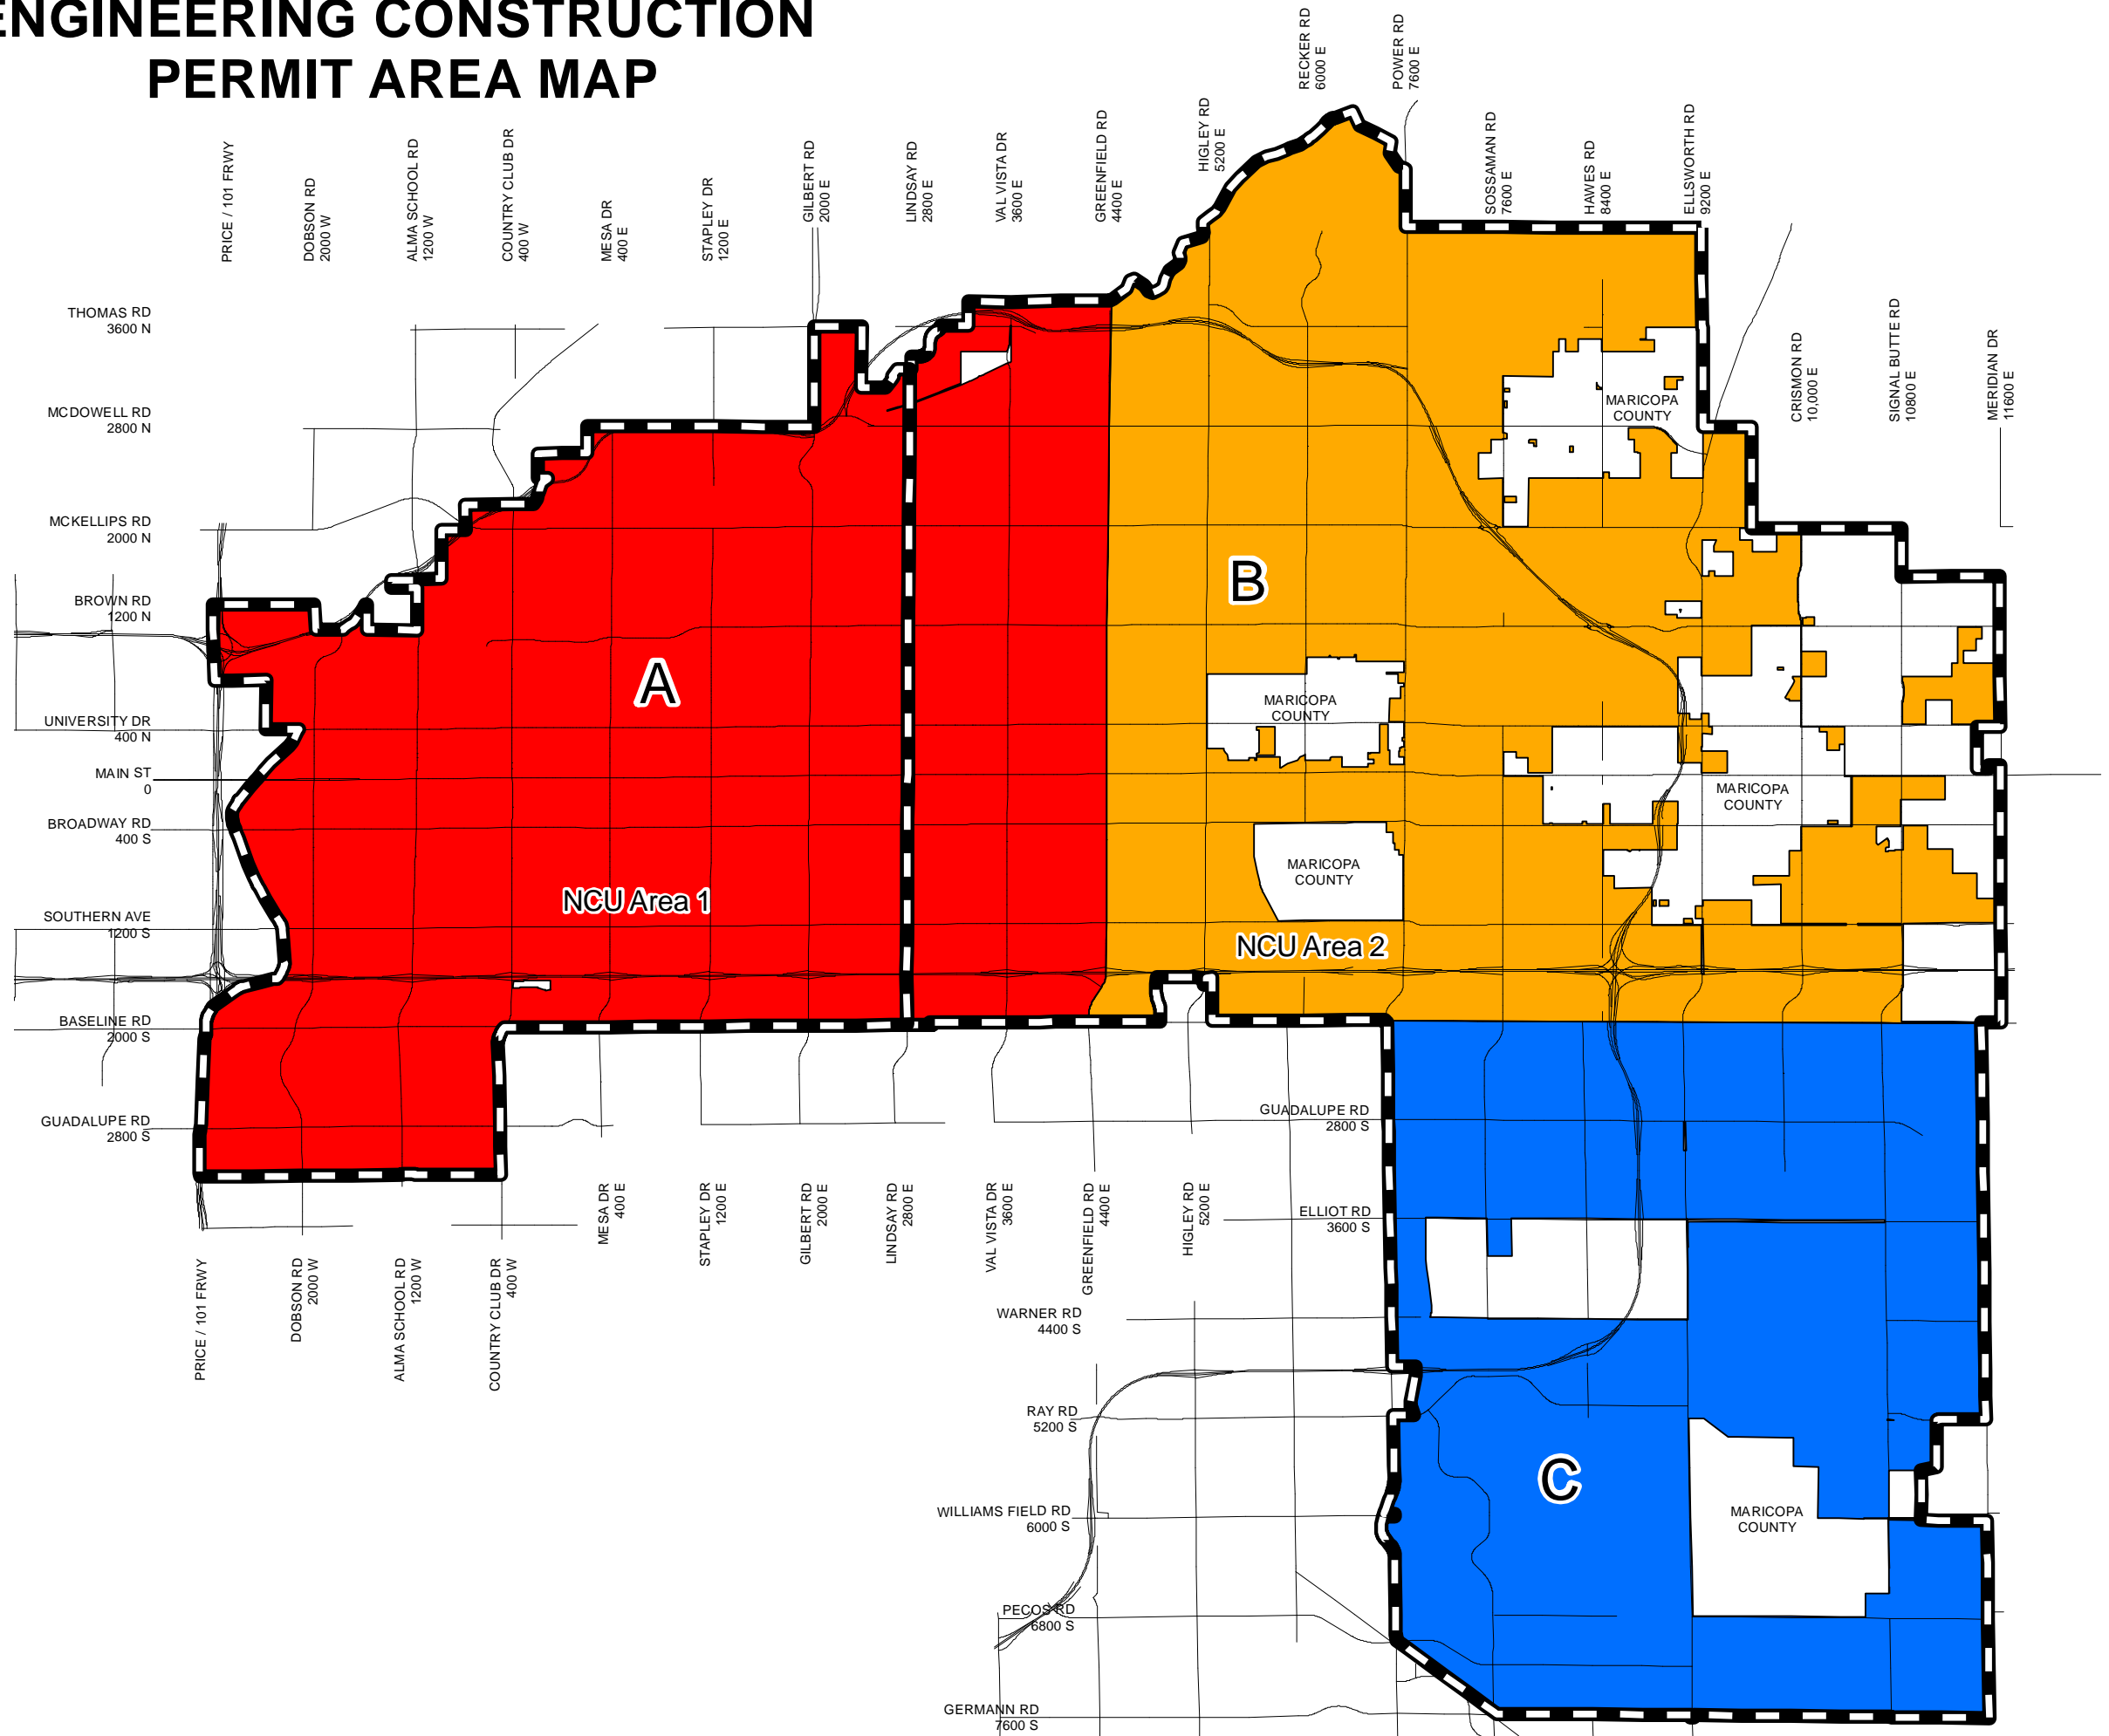 ENGINEERING CONSTRUCTION
PERMIT AREA MAP
PRICE / 101 FRWY
DOBSON RD
2000 W
ALMA SCHOOL RD
1200 W
COUNTRY CLUB DR
400 W
MESA DR
400 E
STAPLEY DR
1200 E
GILBERT RD
2000 E
LINDSAY RD
2800 E
VAL VISTA DR
3600 E
GREENFIELD RD
4400 E
HIGLEY RD
5200 E
RECKER RD
6000 E
POWER RD
7600 E
SOSSAMAN RD
7600 E
HAWES RD
8400 E
ELLSWORTH RD
9200 E
CRISMON RD
10,000 E
SIGNAL BUTTE RD
10800 E
MERIDIAN DR
11600 E
THOMAS RD
3600 N
MCDOWELL RD
2800 N
MCKELLIPS RD
2000 N
BROWN RD
1200 N
UNIVERSITY DR
400 N
MAIN ST
0
BROADWAY RD
400 S
SOUTHERN AVE
1200 S
BASELINE RD
2000 S
GUADALUPE RD
2800 S
MARICOPA
COUNTY
B
A
MARICOPA
COUNTY
MARICOPA
COUNTY
MARICOPA
COUNTY
NCU Area 1
NCU Area 2
GUADALUPE RD
2800 S
ELLIOT RD
3600 S
WARNER RD
4400 S
RAY RD
5200 S
WILLIAMS FIELD RD
6000 S
PECOS RD
6800 S
GERMANN RD
7600 S
C
MARICOPA
COUNTY
PRICE / 101 FRWY
DOBSON RD
2000 W
ALMA SCHOOL RD
1200 W
COUNTRY CLUB DR
400 W
MESA DR
400 E
STAPLEY DR
1200 E
GILBERT RD
2000 E
LINDSAY RD
2800 E
VAL VISTA DR
3600 E
GREENFIELD RD
4400 E
HIGLEY RD
5200 E